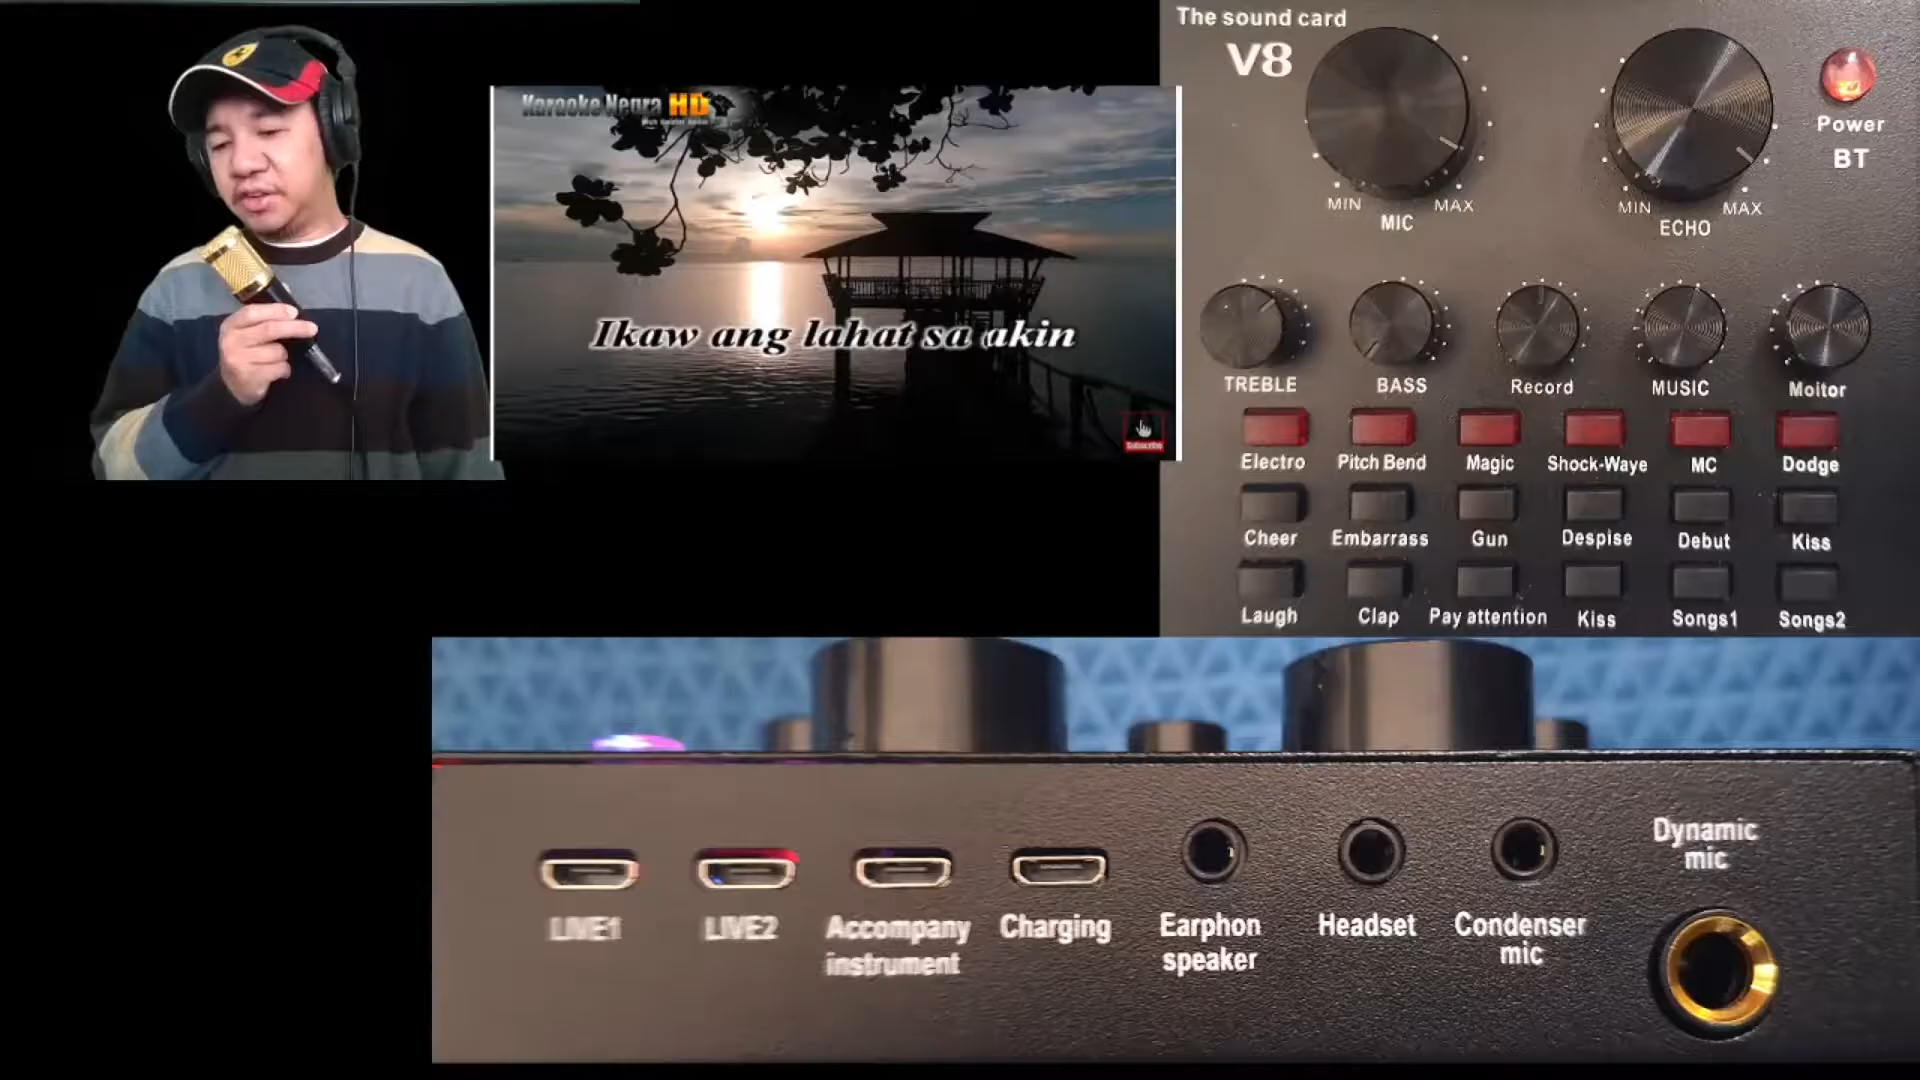 The sound card
V8
Karaoke Negra HD
Ikaw ang lahat sa akin
Subscribe
MIN
MAX
MIC
MIN
MAX
ECHO
Power
BT
TREBLE
BASS
Record
MUSIC
Moitor
Electro
Pitch Bend
Magic
Shock-Waye
MC
Dodge
Cheer
Embarrass
Gun
Despise
Debut
Kiss
Laugh
Clap
Pay attention
Kiss
Songs1
Songs2
LIVE1
LIVE2
Accompany
instrument
Charging
Earphon
speaker
Headset
Condenser
mic
Dynamic
mic